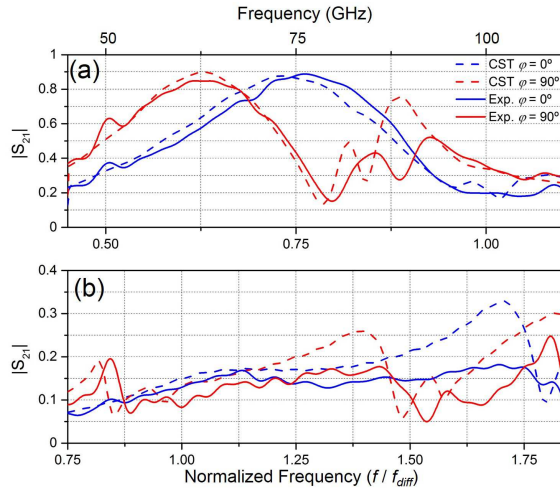 Frequency (GHz)
50 75 100
(a)
CST φ = 0º
CST φ = 90º
Exp. φ = 0º
Exp. φ = 90º
|S21|
1
0.8
0.6
0.4
0.2
0
0.50 0.75 1.00
(b)
|S21|
0.4
0.3
0.2
0.1
0
0.75 1.00 1.25 1.50 1.75
Normalized Frequency (f / fdiff)